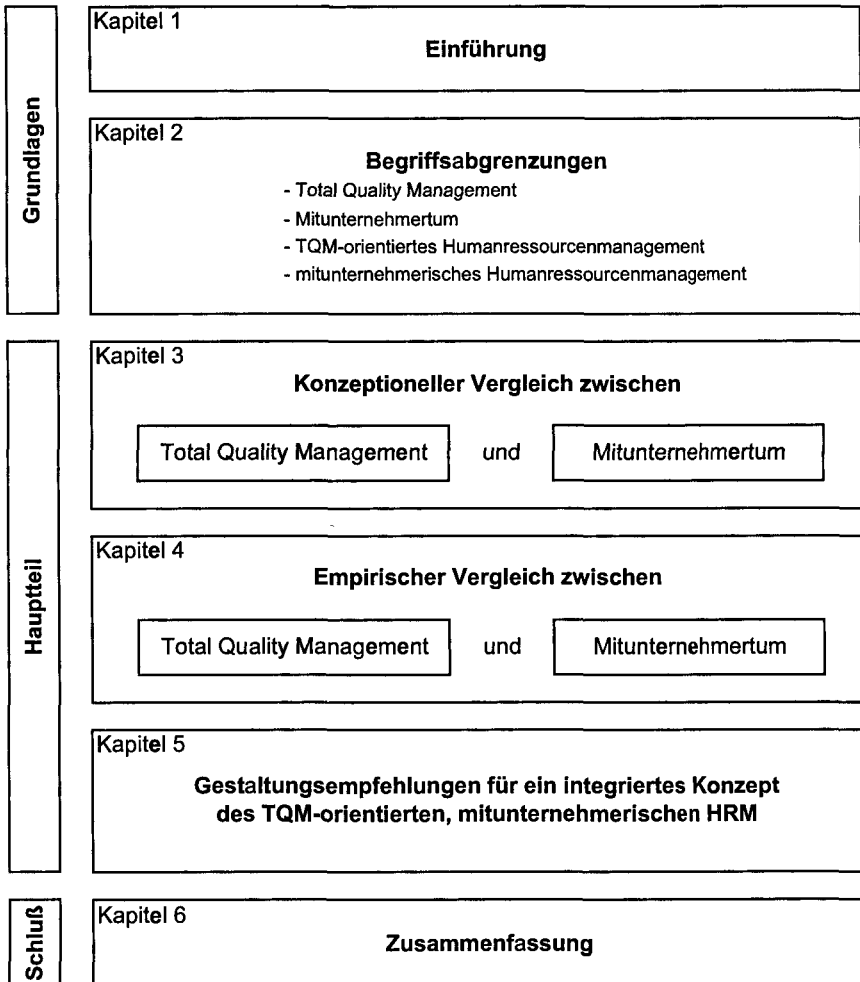 Grundlagen
Kapitel 1
Einführung
Kapitel 2
Begriffsabgrenzungen
- Total Quality Management
- Mitunternehmertum
- TQM-orientiertes Humanressourcenmanagement
- mitunternehmerisches Humanressourcenmanagement
Hauptteil
Kapitel 3
Konzeptioneller Vergleich zwischen
Total Quality Management und Mitunternehmertum
Kapitel 4
Empirischer Vergleich zwischen
Total Quality Management und Mitunternehmertum
Kapitel 5
Gestaltungsempfehlungen für ein integriertes Konzept
des TQM-orientierten, mitunternehmerischen HRM
Schluß
Kapitel 6
Zusammenfassung